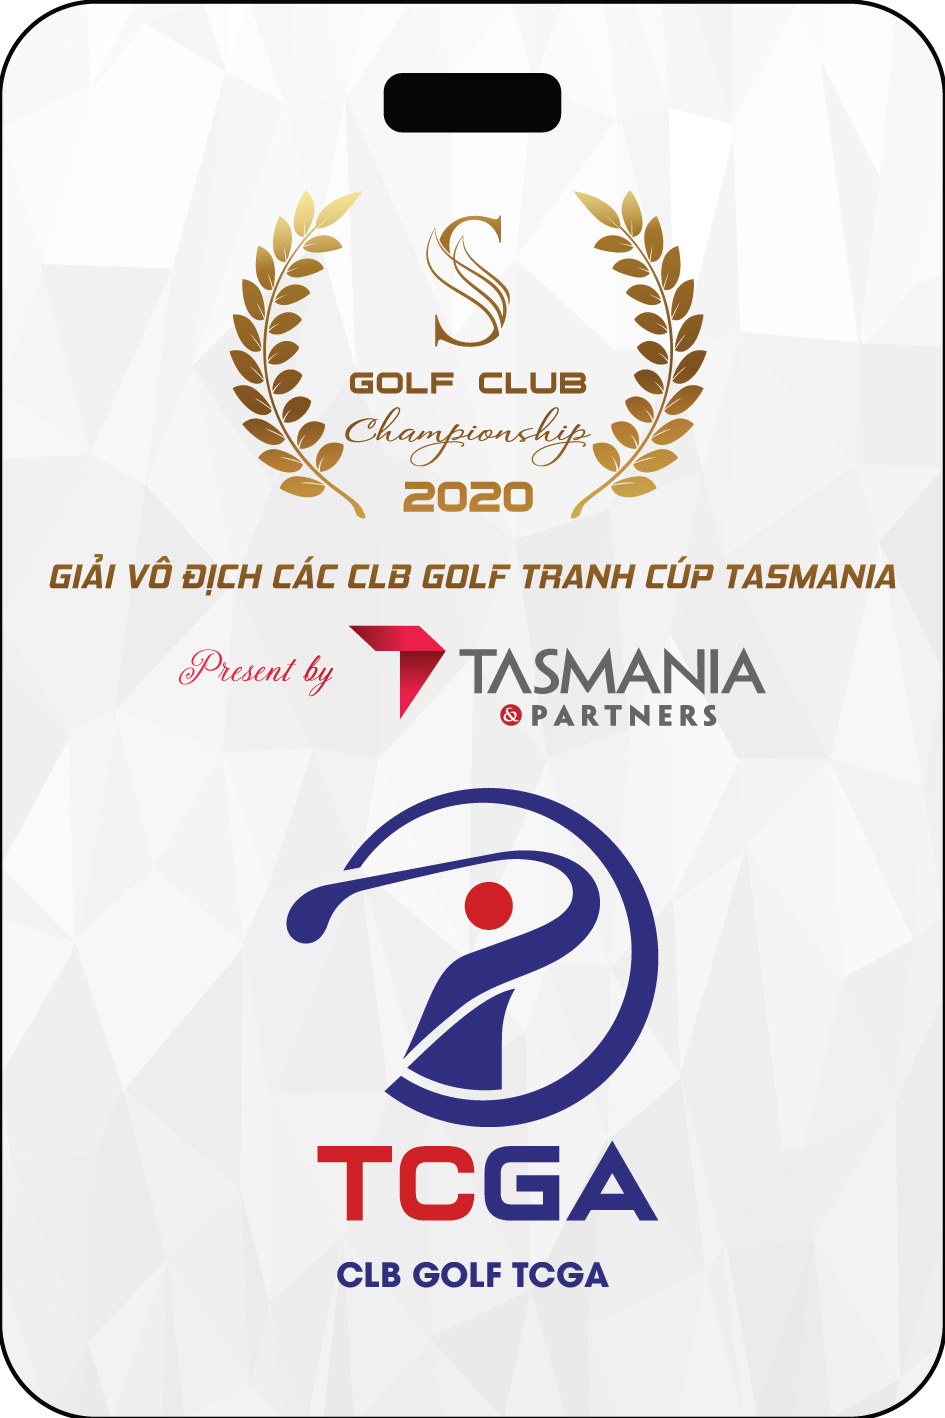 S
GOLF CLUB
Championship
2020
GIẢI VÔ ĐỊCH CÁC CLB GOLF TRANH CÚP TASMANIA
Present by TASMANIA
& PARTNERS
TCGA
CLB GOLF TCGA